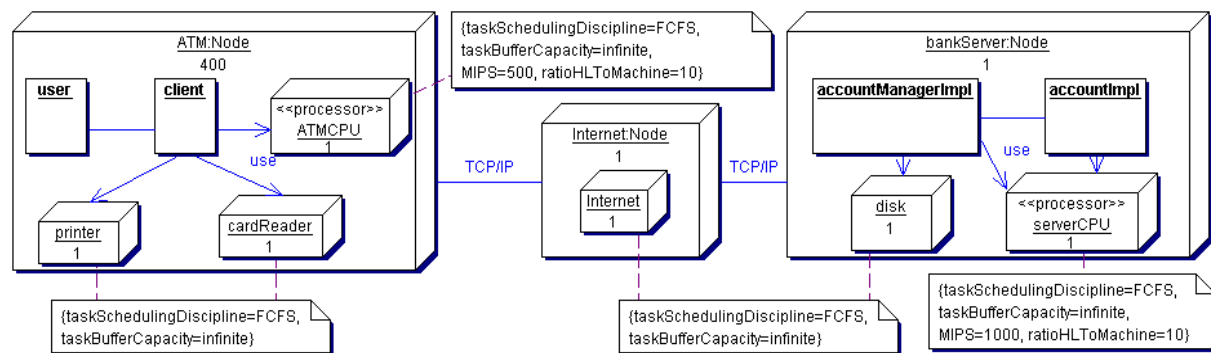 ATM:Node
400
user
client
<<processor>>
ATMCPU
1
use
printer
1
cardReader
1
{taskSchedulingDiscipline=FCFS,
taskBufferCapacity=infinite,
MIPS=500, ratioHLToMachine=10}
{taskSchedulingDiscipline=FCFS,
taskBufferCapacity=infinite}
TCP/IP
Internet:Node
1
Internet
1
TCP/IP
bankServer:Node
1
accountManagerImpl
accountImpl
use
disk
1
<<processor>>
serverCPU
1
{taskSchedulingDiscipline=FCFS,
taskBufferCapacity=infinite}
{taskSchedulingDiscipline=FCFS,
taskBufferCapacity=infinite,
MIPS=1000, ratioHLToMachine=10}